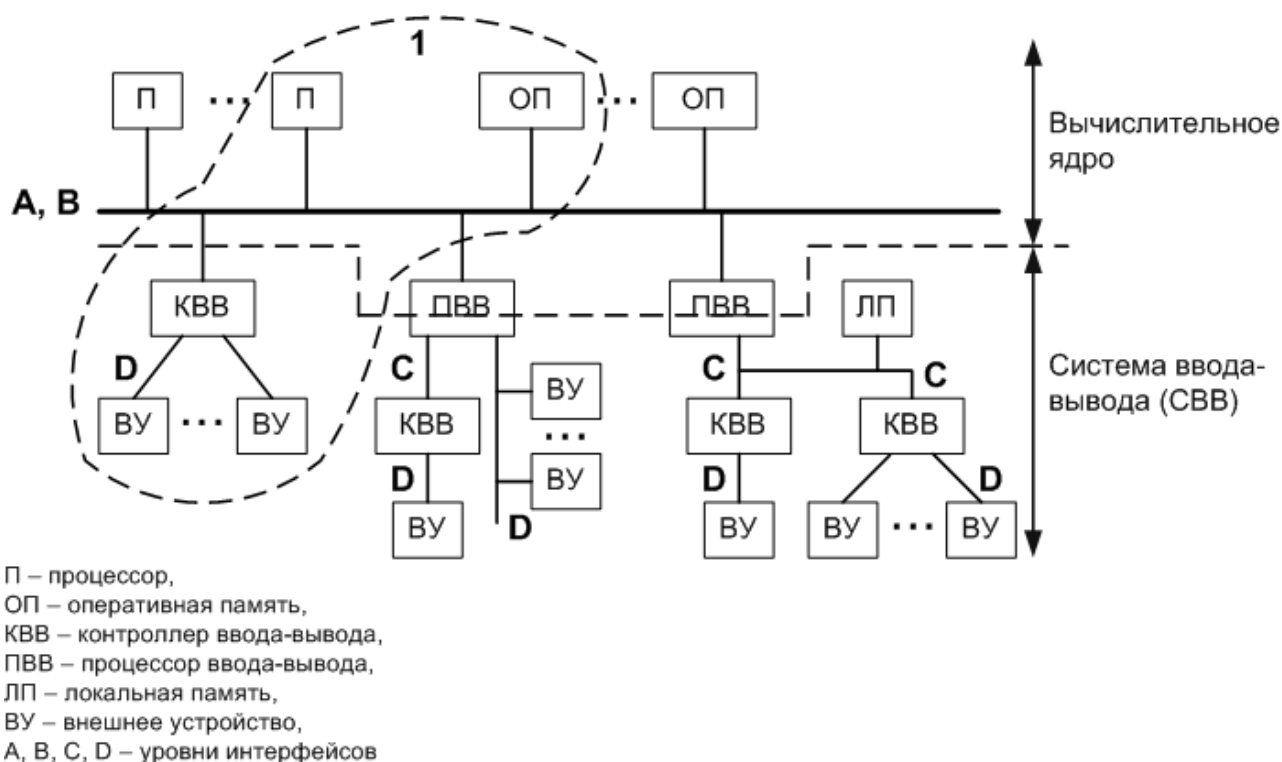 1
П ... П ОП ... ОП
Вычислительное
ядро
A, B
КВВ ПВВ ПВВ ЛП
D C C C
Система ввода-
вывода (СВВ)
ВУ ... ВУ КВВ ВУ КВВ КВВ
...
D ВУ D D
ВУ D ВУ ВУ ... ВУ
П – процессор,
ОП – оперативная память,
КВВ – контроллер ввода-вывода,
ПВВ – процессор ввода-вывода,
ЛП – локальная память,
ВУ – внешнее устройство,
A, B, C, D – уровни интерфейсов